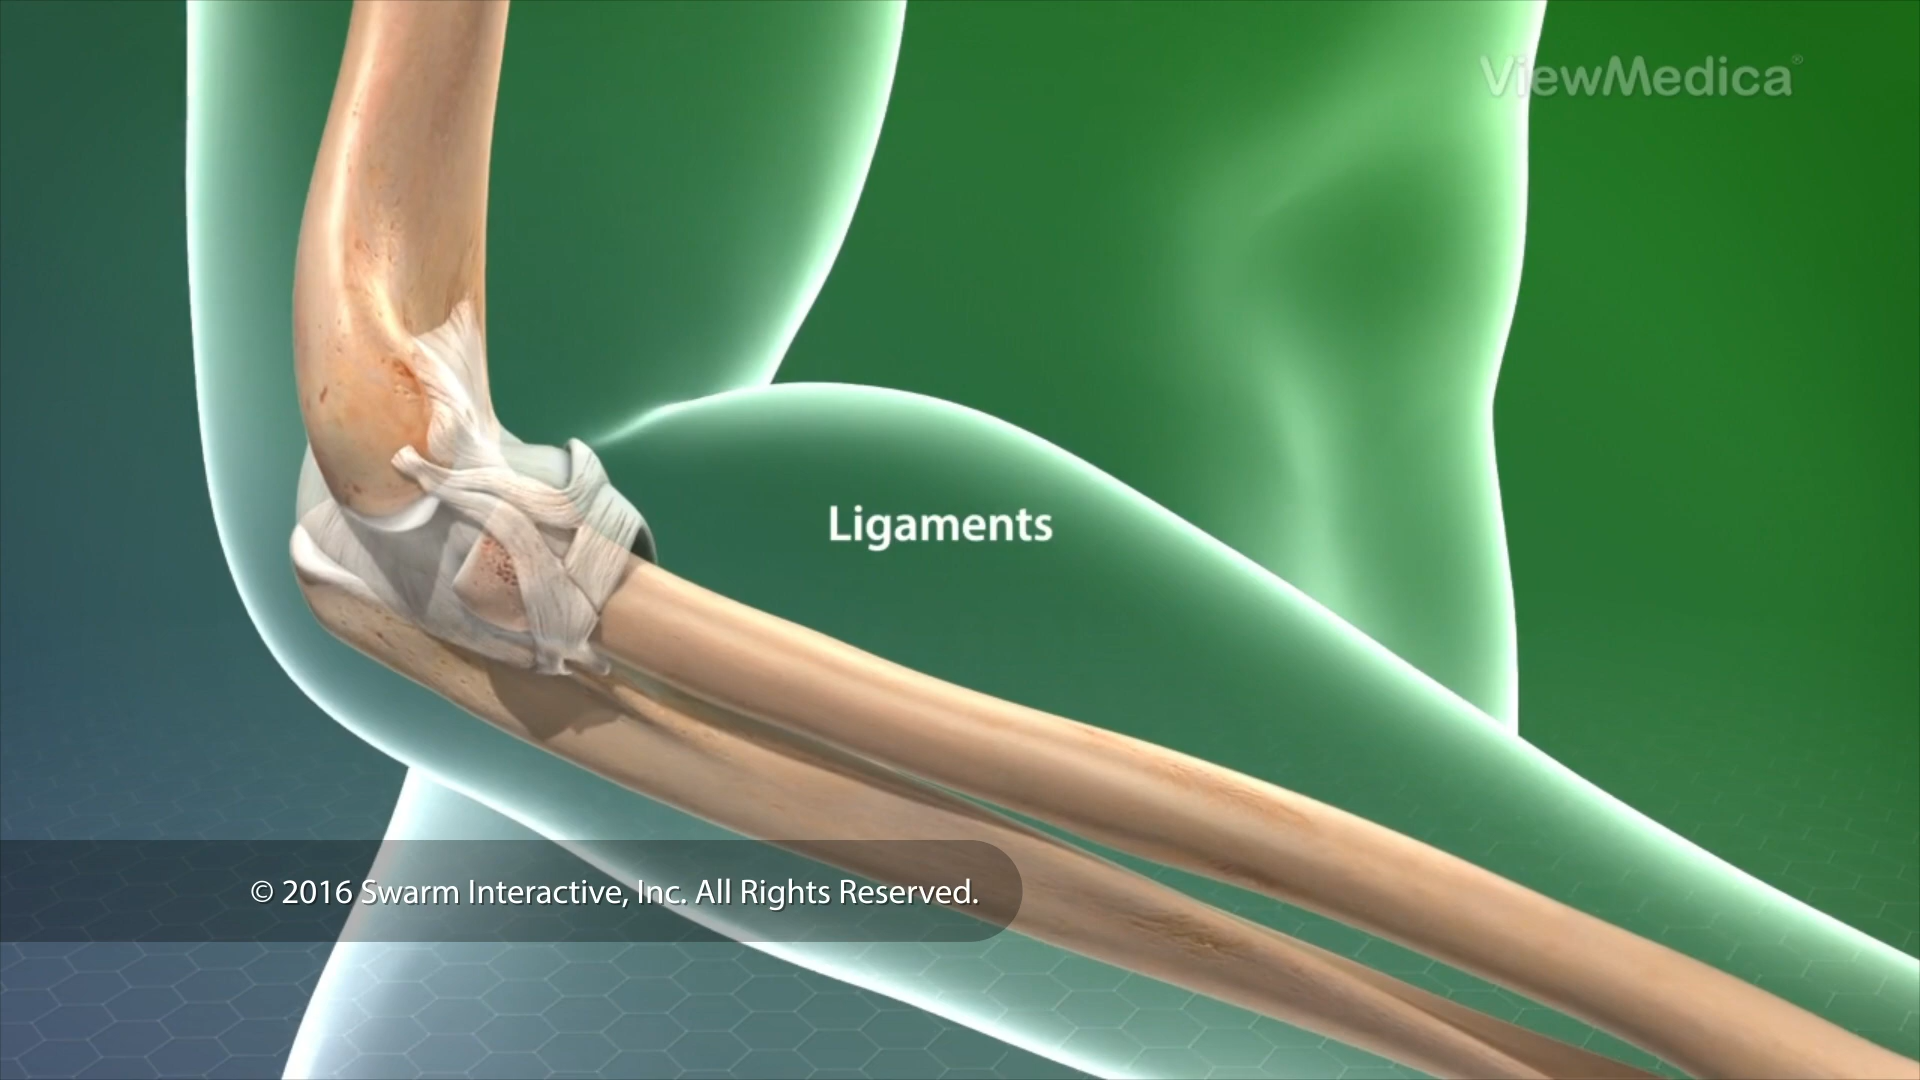 ViewMedica®
Ligaments
© 2016 Swarm Interactive, Inc. All Rights Reserved.